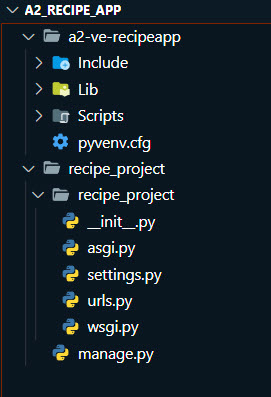 A2_RECIPE_APP
a2-ve-recipeapp
Include
Lib
Scripts
pyvenv.cfg
recipe_project
recipe_project
__init__.py
asgi.py
settings.py
urls.py
wsgi.py
manage.py